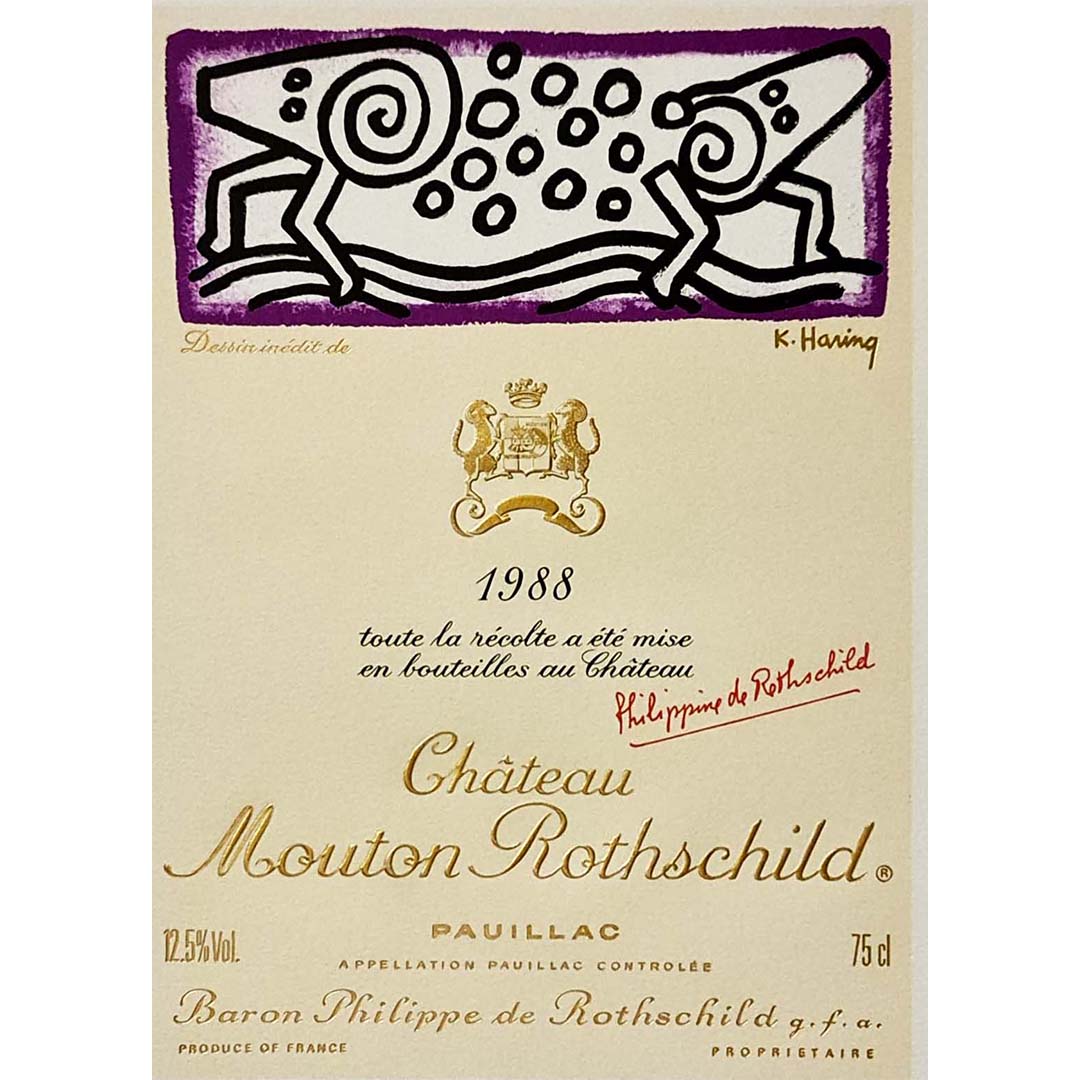 Dessin inédit de
K. Haring
1988
toute la récolte a été mise
en bouteilles au Château
Philippine de Rothschild
Château
Mouton Rothschild ®
PAUILLAC
12.5% Vol.
75 cl
APPELLATION PAUILLAC CONTROLÉE
Baron Philippe de Rothschild g.f.a.
PRODUCE OF FRANCE
PROPRIETAIRE